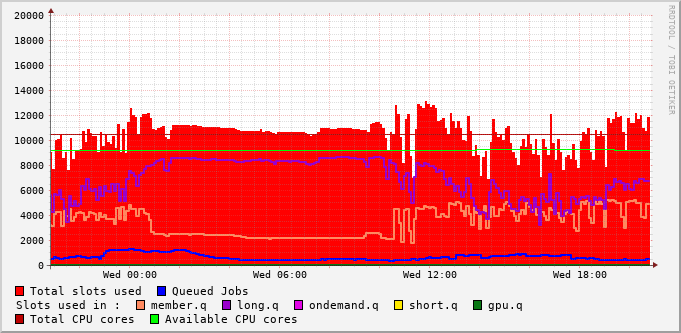 20000
18000
16000
14000
12000
10000
8000
6000
4000
2000
0
Wed 00:00 Wed 06:00 Wed 12:00 Wed 18:00
Total slots used Queued Jobs
Slots used in : member.q long.q ondemand.q short.q gpu.q
Total CPU cores Available CPU cores
RRDTOOL / TOBI OETIKER